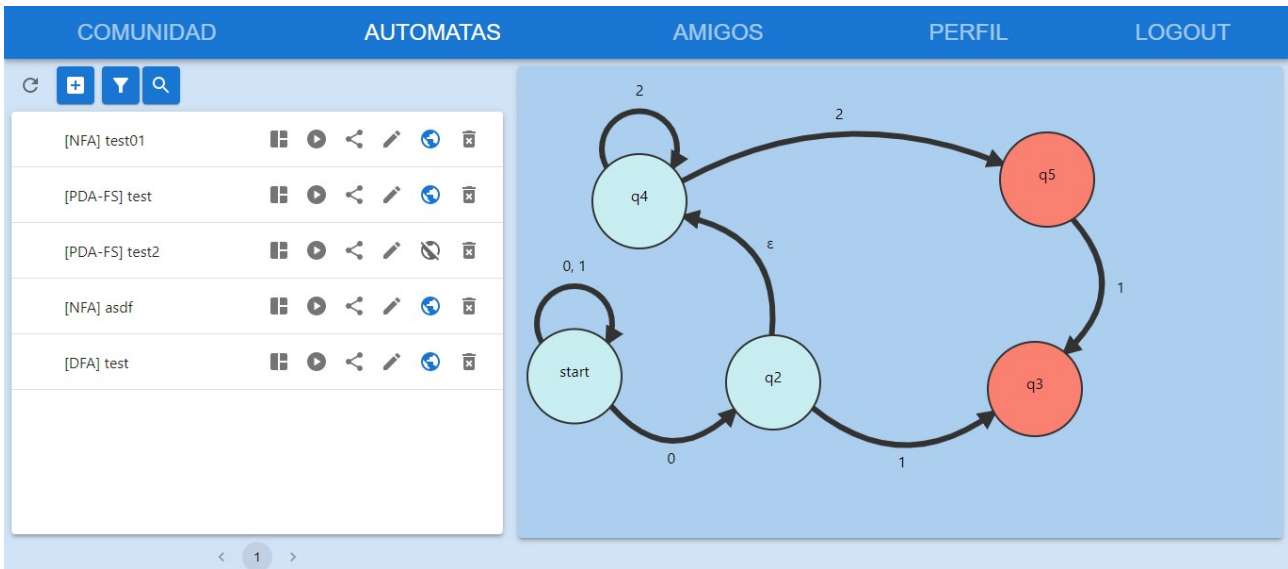 COMUNIDAD AUTOMATAS AMIGOS PERFIL LOGOUT
[NFA] test01
[PDA-FS] test
[PDA-FS] test2
[NFA] asdf
[DFA] test
1
2
2
q5
q4
ε
0, 1
1
start
q2
q3
0
1